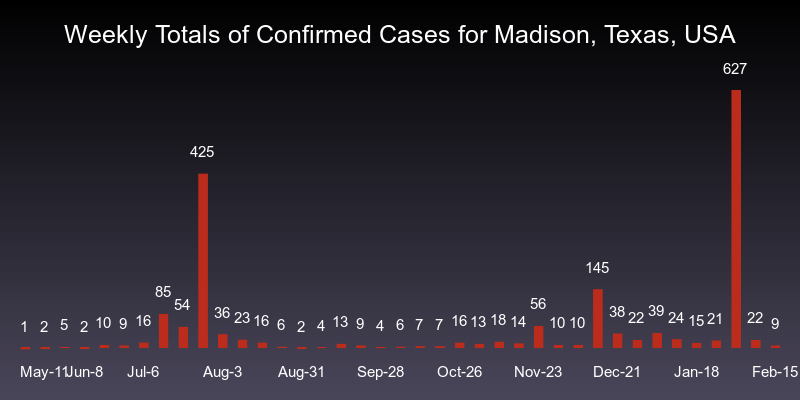 Weekly Totals of Confirmed Cases for Madison, Texas, USA
627
425
145
85
54
56
1 2 5 2 10 9 16 36 23 16 6 2 4 13 9 4 6 7 7 16 13 18 14 10 10 38 22 39 24 15 21 22 9
May-11 Jun-8 Jul-6 Aug-3 Aug-31 Sep-28 Oct-26 Nov-23 Dec-21 Jan-18 Feb-15